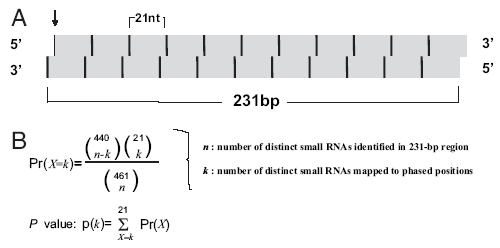 A
21nt
5’ 3’
3’ 5’
231bp
B
Pr(X=k) = (440 n-k) (21 k) / (461 n)
n : number of distinct small RNAs identified in 231-bp region
k : number of distinct small RNAs mapped to phased positions
P value: p(k)= 21 Σ X=k Pr(X)